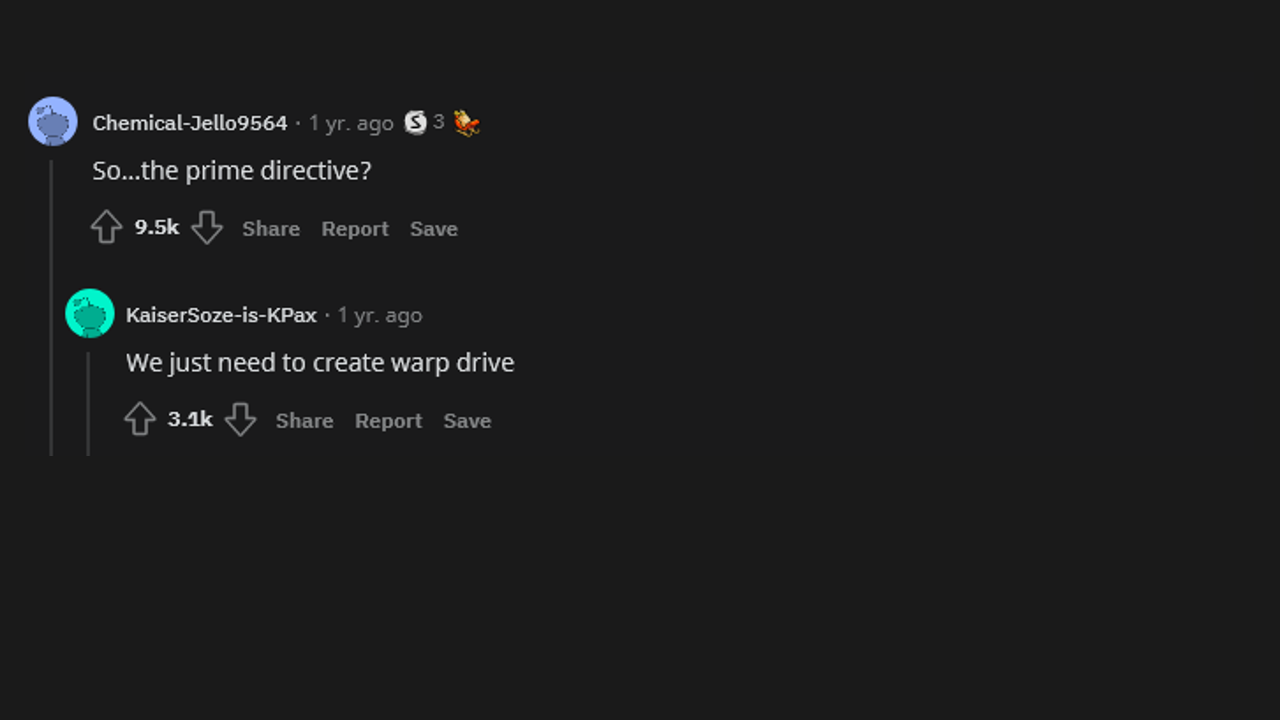 Chemical-Jello9564 · 1 yr. ago S 3
So...the prime directive?
9.5k Share Report Save
KaiserSoze-is-KPax · 1 yr. ago
We just need to create warp drive
3.1k Share Report Save